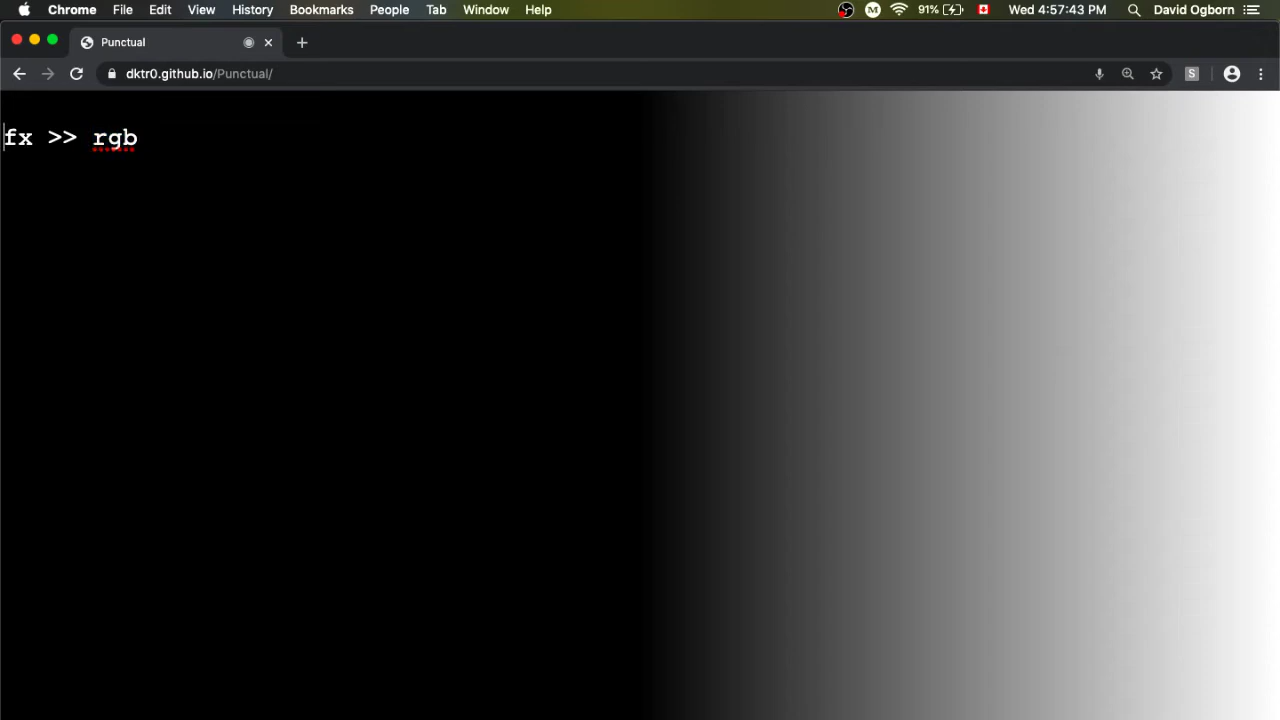 Chrome File Edit View History Bookmarks People Tab Window Help M 91% Wed 4:57:43 PM David Ogborn
Punctual
dktr0.github.io/Punctual/ S
fx >> rgb